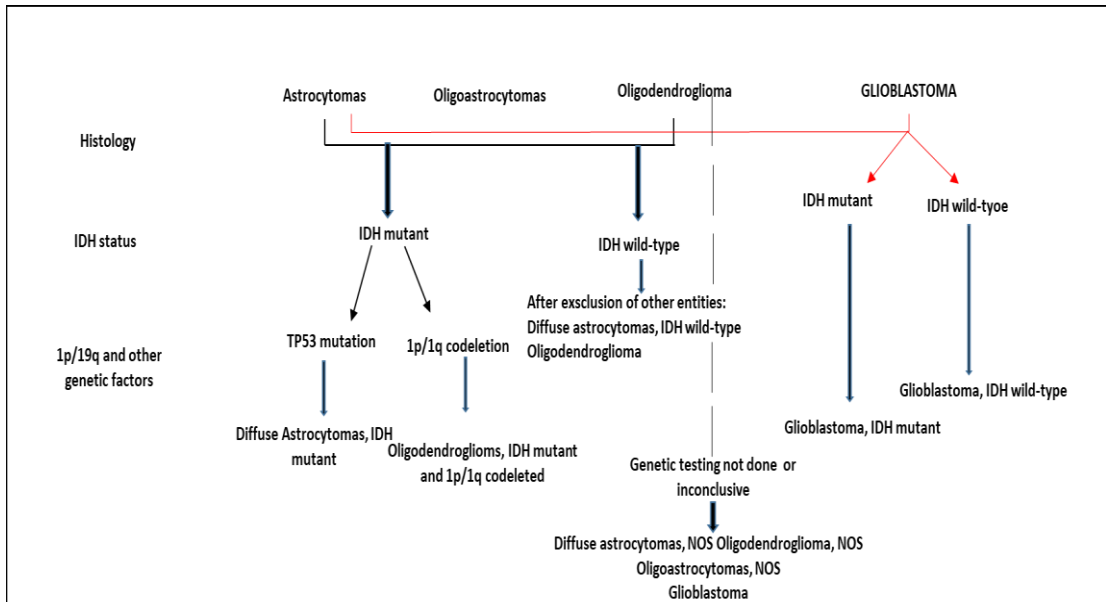 Astrocytomas
Oligoastrocytomas
Oligodendroglioma
GLIOBLASTOMA
Histology
IDH mutant
IDH wild-tyoe
IDH status
IDH mutant
IDH wild-type
After exsclusion of other entities:
Diffuse astrocytomas, IDH wild-type
Oligodendroglioma
1p/19q and other
genetic factors
TP53 mutation
1p/1q codeletion
Glioblastoma, IDH wild-type
Glioblastoma, IDH mutant
Diffuse Astrocytomas, IDH
mutant
Oligodendroglioms, IDH mutant
and 1p/1q codeleted
Genetic testing not done or
inconclusive
Diffuse astrocytomas, NOS Oligodendroglioma, NOS
Oligoastrocytomas, NOS
Glioblastoma